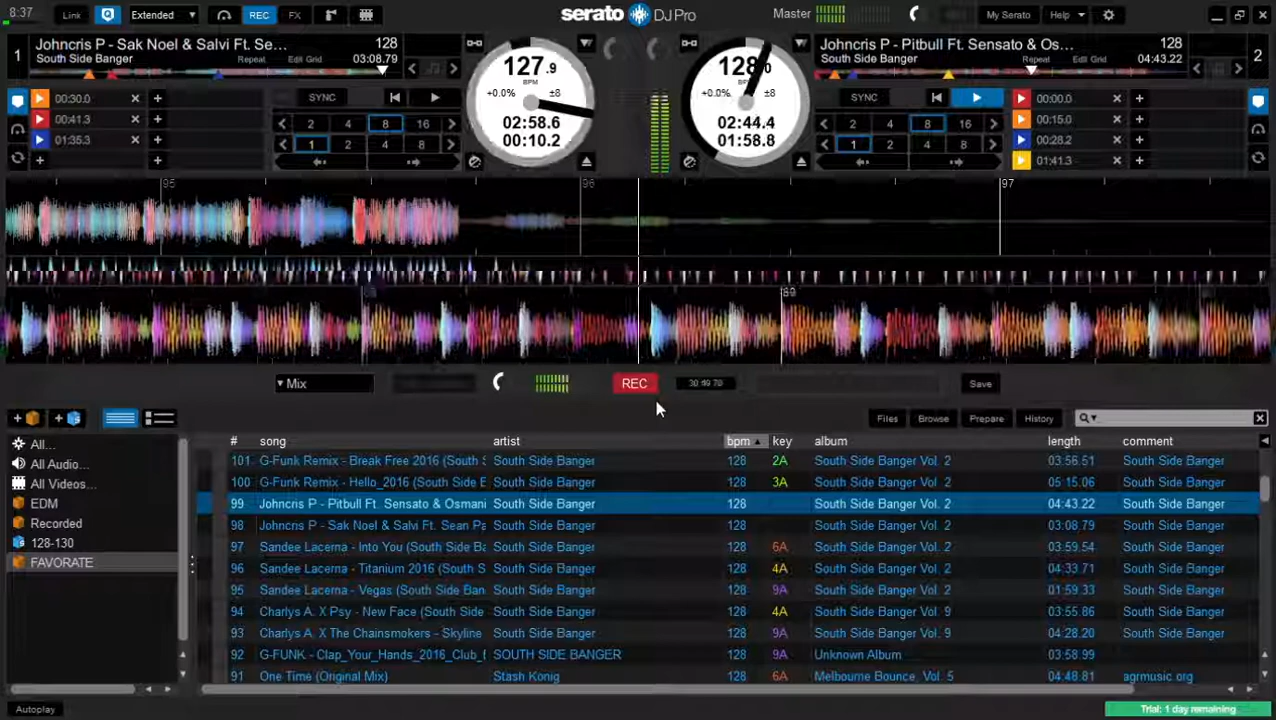 8:37 Link Extended REC FX serato DJ Pro Master My Serato Help
1 Johncris P - Sak Noel & Salvi Ft. Se... 128
South Side Banger Repeat Edit Grid 03:08.79
127.9
BPM
+0.0% ±8
02:58.6
00:10.2
128.0
BPM
+0.0% ±8
02:44.4
01:58.8
Johncris P - Pitbull Ft. Sensato & Os... 128 2
South Side Banger Repeat Edit Grid 04:43.22
00:30.0
00:41.3
01:35.3
SYNC
2 4 8 16
1 2 4 8
SYNC
2 4 8 16
1 2 4 8
00:00.0
00:15.0
00:28.2
01:41.3
95 96 97
89
Mix REC Save
Files Browse Prepare History
All...
All Audio...
All Videos...
EDM
Recorded
128-130
FAVORATE
# song artist bpm key album length comment
101 G-Funk Remix - Break Free 2016 (South S South Side Banger 128 2A South Side Banger Vol. 2 03:56.51 South Side Banger
100 G-Funk Remix - Hello_2016 (South Side E South Side Banger 128 3A South Side Banger Vol. 2 05:15.06 South Side Banger
99 Johncris P - Pitbull Ft. Sensato & Osmani South Side Banger 128 South Side Banger Vol. 2 04:43.22 South Side Banger
98 Johncris P - Sak Noel & Salvi Ft. Sean Pa South Side Banger 128 South Side Banger Vol. 2 03:08.79 South Side Banger
97 Sandee Lacerna - Into You (South Side Ba South Side Banger 128 6A South Side Banger Vol. 2 03:59.54 South Side Banger
96 Sandee Lacerna - Titanium 2016 (South S South Side Banger 128 4A South Side Banger Vol. 2 04:33.71 South Side Banger
95 Sandee Lacerna - Vegas (South Side Ban South Side Banger 128 9A South Side Banger Vol. 2 01:59.33 South Side Banger
94 Charlys A. X Psy - New Face (South Side South Side Banger 128 4A South Side Banger Vol. 9 03:55.86 South Side Banger
93 Charlys A. X The Chainsmokers - Skyline South Side Banger 128 9A South Side Banger Vol. 9 04:28.20 South Side Banger
92 G-FUNK - Clap_Your_Hands_2016_Club_E SOUTH SIDE BANGER 128 9A Unknown Album 03:58.99
91 One Time (Original Mix) Stash Konig 128 6A Melbourne Bounce, Vol. 5 04:48.81 agrmusic.org
Autoplay Trial: 1 day remaining